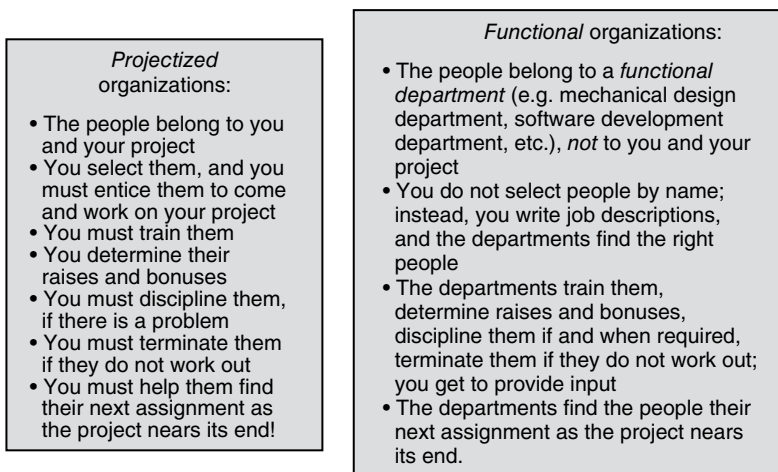 Projectized
organizations:
• The people belong to you
and your project
• You select them, and you
must entice them to come
and work on your project
• You must train them
• You determine their
raises and bonuses
• You must discipline them,
if there is a problem
• You must terminate them
if they do not work out
• You must help them find
their next assignment as
the project nears its end!
Functional organizations:
• The people belong to a functional
department (e.g. mechanical design
department, software development
department, etc.), not to you and your
project
• You do not select people by name;
instead, you write job descriptions,
and the departments find the right
people
• The departments train them,
determine raises and bonuses,
discipline them if and when required,
terminate them if they do not work out;
you get to provide input
• The departments find the people their
next assignment as the project nears
its end.